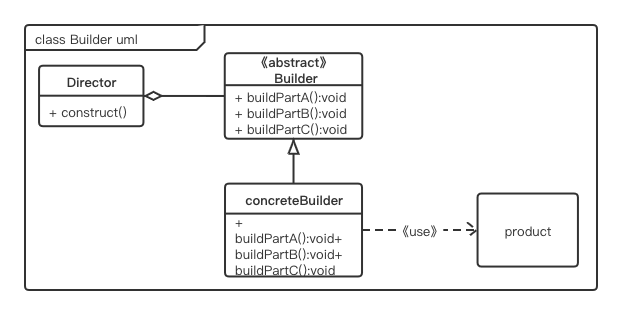 class Builder uml
Director
+ construct()
《abstract》
Builder
+ buildPartA():void
+ buildPartB():void
+ buildPartC():void
concreteBuilder
+
buildPartA():void+
buildPartB():void+
buildPartC():void
《use》
product